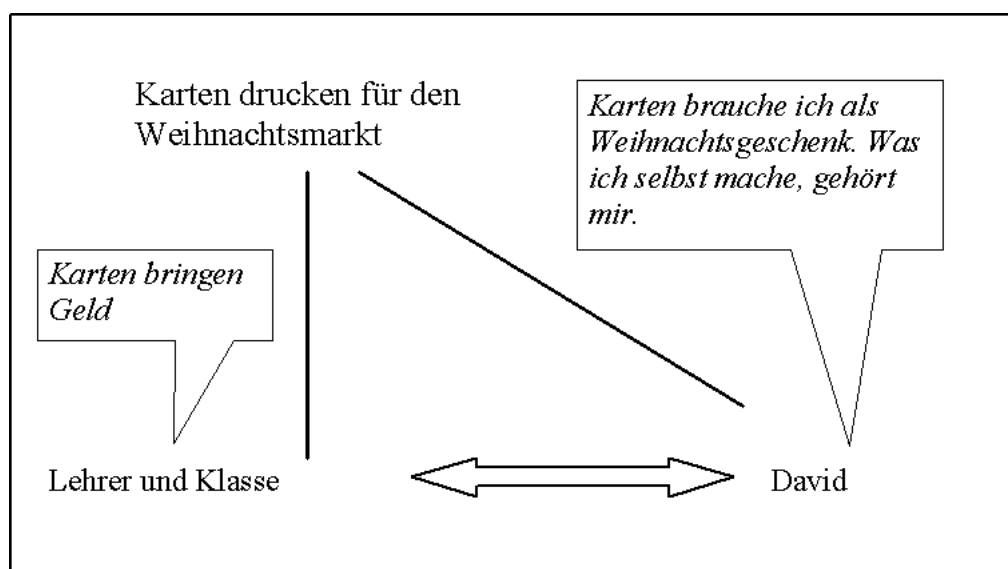 Karten drucken für den
Weihnachtsmarkt
Karten brauche ich als
Weihnachtsgeschenk. Was
ich selbst mache, gehört
mir.
Karten bringen
Geld
Lehrer und Klasse
David